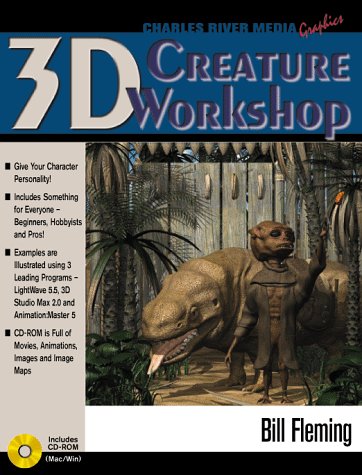 CHARLES RIVER MEDIA Graphics
3D CREATURE
WORKSHOP
Give Your Character
Personality!
Includes Something
for Everyone –
Beginners, Hobbyists
and Pros!
Examples are
Illustrated using 3
Leading Programs –
LightWave 5.5, 3D
Studio Max 2.0 and
Animation:Master 5
CD-ROM is Full of
Movies, Animations,
Images and Image
Maps
Includes
CD-ROM
(Mac/Win)
Bill Fleming